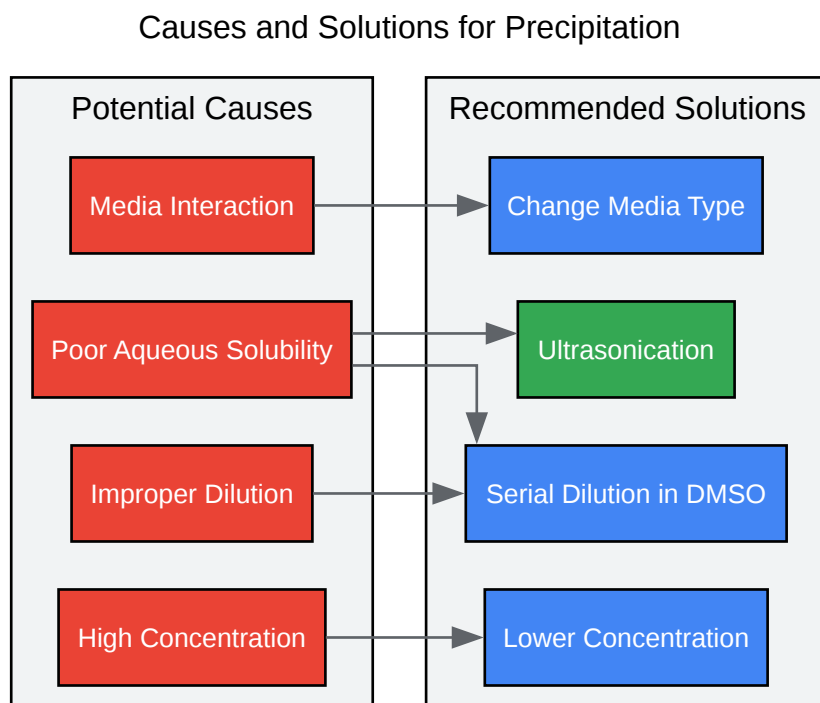 Causes and Solutions for Precipitation
Potential Causes
Recommended Solutions
Media Interaction
Change Media Type
Poor Aqueous Solubility
Ultrasonication
Improper Dilution
Serial Dilution in DMSO
High Concentration
Lower Concentration